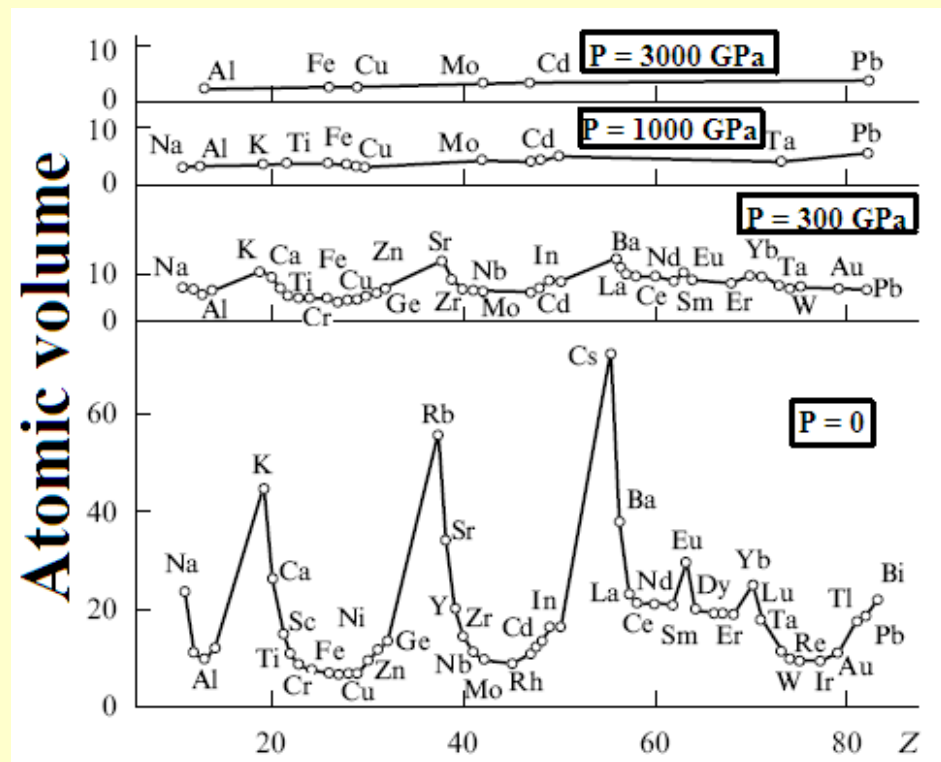 Atomic volume
10
0
Al
Fe
Cu
Mo
Cd
P = 3000 GPa
Pb
10
0
Na
Al
K
Ti
Fe
Cu
Mo
Cd
P = 1000 GPa
Ta
Pb
10
0
Na
Al
K
Ca
Ti
Cr
Fe
Cu
Zn
Ge
Sr
Zr
Nb
Mo
In
Cd
Ba
La
Ce
Nd
Sm
Eu
Er
Yb
Ta
W
Au
Pb
P = 300 GPa
60
40
20
0
Na
Al
K
Ca
Sc
Ti
Cr
Fe
Ni
Cu
Zn
Ge
Rb
Sr
Y
Zr
Nb
Mo
Rh
Cd
In
Cs
Ba
La
Ce
Nd
Sm
Eu
Dy
Er
Yb
Lu
Ta
W
Re
Ir
Au
Tl
Pb
Bi
P = 0
20
40
60
80
Z